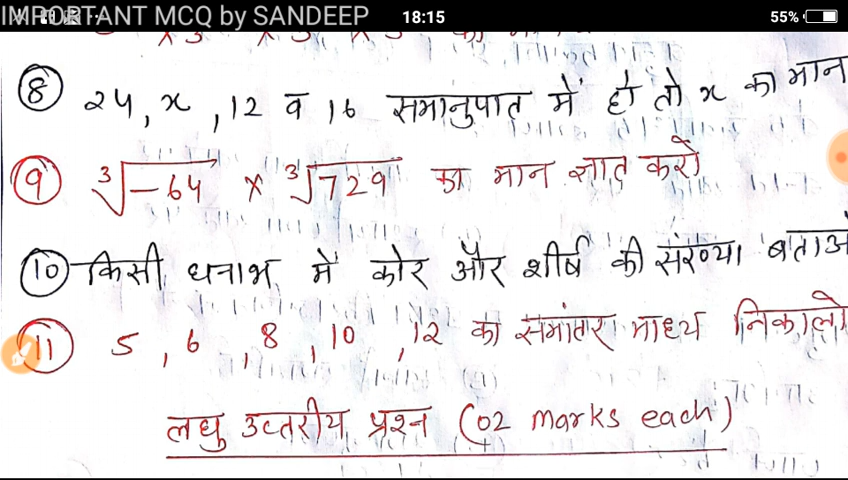 IMPORTANT MCQ by SANDEEP 18:15 55%
8 24, x, 12 व 16 समानुपात में हो तो x का मान
9 ∛-64 × ∛729 का मान ज्ञात करो
10 किसी घनाभ में कोर और शीर्ष की संख्या बताओ
11 5, 6, 8, 10, 12 का समांतर माध्य निकालो
लघु उत्तरीय प्रश्न (02 marks each)